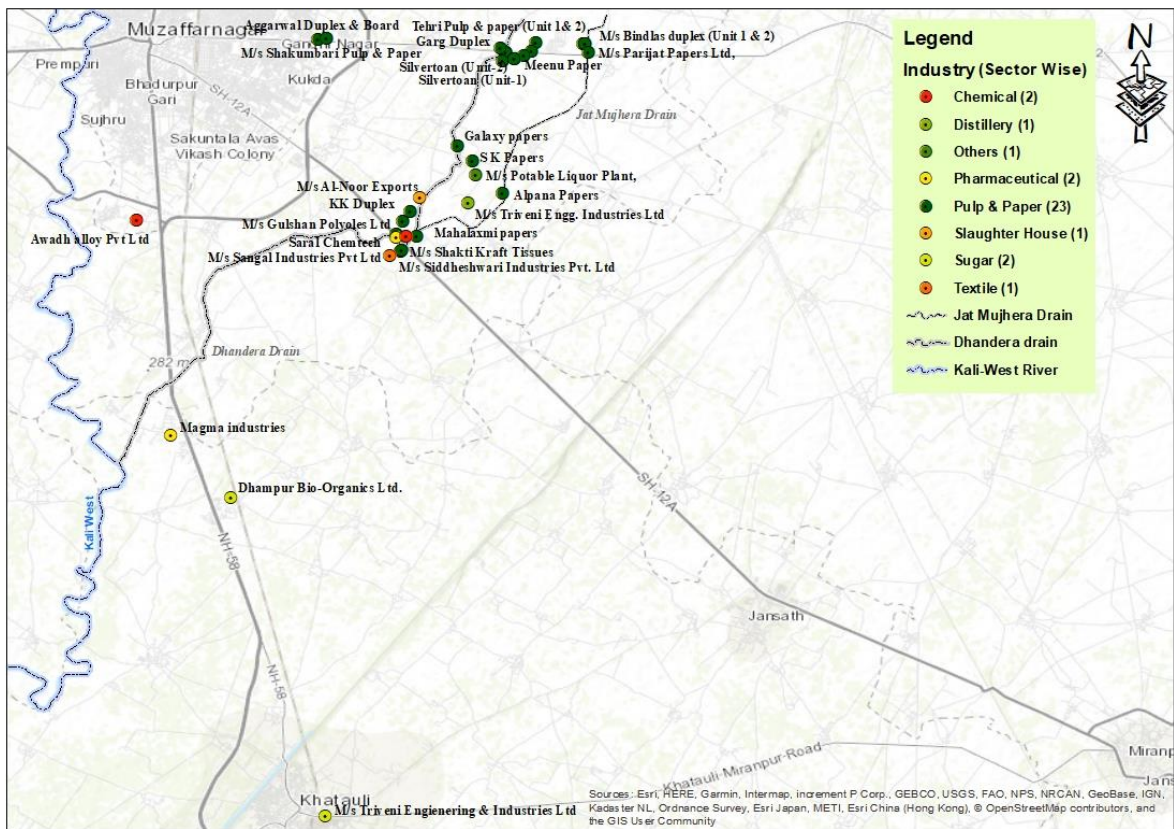 Muzaffarnagar
Aggarwal Duplex & Board
Gandhi Nagar
M/s Shakumbari Pulp & Paper
Prempuri
Kukda
Bhadurpur
Gari
Sujhru
SH-12A
Sakuntala Avas
Vikash Colony
Tehri Pulp & paper (Unit 1& 2)
Garg Duplex
M/s Bindlas duplex (Unit 1 & 2)
M/s Parijat Papers Ltd,
Silvertoan (Unit-2)
Meenu Paper
Silvertoan (Unit-1)
Jat Mujhera Drain
Galaxy papers
S K Papers
M/s Potable Liquor Plant,
M/s Al-Noor Exports
Alpana Papers
KK Duplex
M/s Triveni Engg. Industries Ltd
M/s Gulshan Polyoles Ltd
Awadh alloy Pvt Ltd
Mahalaxmi papers
Saral Chemtech
M/s Shakti Kraft Tissues
M/s Sangal Industries Pvt Ltd
M/s Siddheshwari Industries Pvt. Ltd
Dhandera Drain
282 m
Magma industries
Dhampur Bio-Organics Ltd.
SH-12A
Kali West
NH-58
Jansath
NH-58
Khatauli-Miranpur-Road
Miranp
Jans
Khatauli
M/s Triveni Engienering & Industries Ltd
Legend
Industry (Sector Wise)
Chemical (2)
Distillery (1)
Others (1)
Pharmaceutical (2)
Pulp & Paper (23)
Slaughter House (1)
Sugar (2)
Textile (1)
Jat Mujhera Drain
Dhandera drain
Kali-West River
N
Sources: Esri, HERE, Garmin, Intermap, increment P Corp., GEBCO, USGS, FAO, NPS, NRCAN, GeoBase, IGN,
Kadaster NL, Ordnance Survey, Esri Japan, METI, Esri China (Hong Kong), © OpenStreetMap contributors, and
the GIS User Community